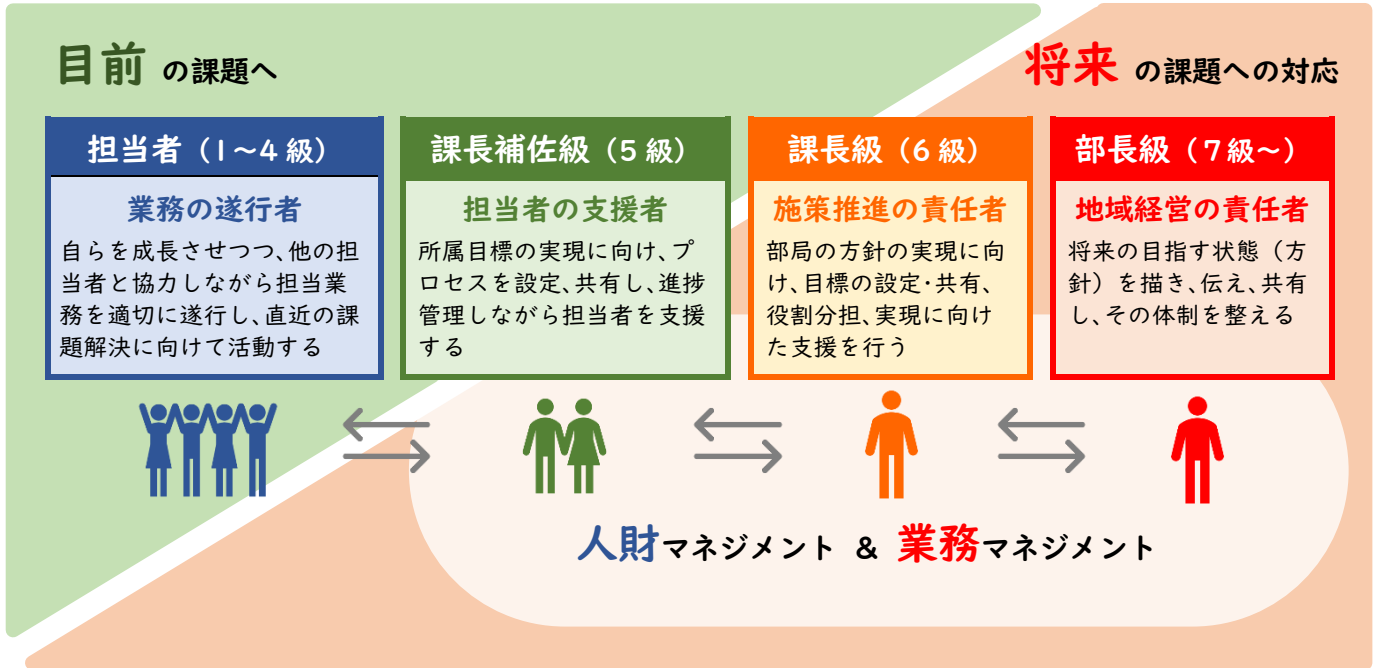 目前 の課題へ
将来 の課題への対応
担当者（1～4級）
業務の遂行者
自らを成長させつつ、他の担
当者と協力しながら担当業
務を適切に遂行し、直近の課
題解決に向けて活動する
課長補佐級（5級）
担当者の支援者
所属目標の実現に向け、プ
ロセスを設定、共有し、進捗
管理しながら担当者を支援
する
課長級（6級）
施策推進の責任者
部局の方針の実現に向
け、目標の設定・共有、
役割分担、実現に向け
た支援を行う
部長級（7級～）
地域経営の責任者
将来の目指す状態（方
針）を描き、伝え、共有
し、その体制を整える
人財マネジメント ＆ 業務マネジメント